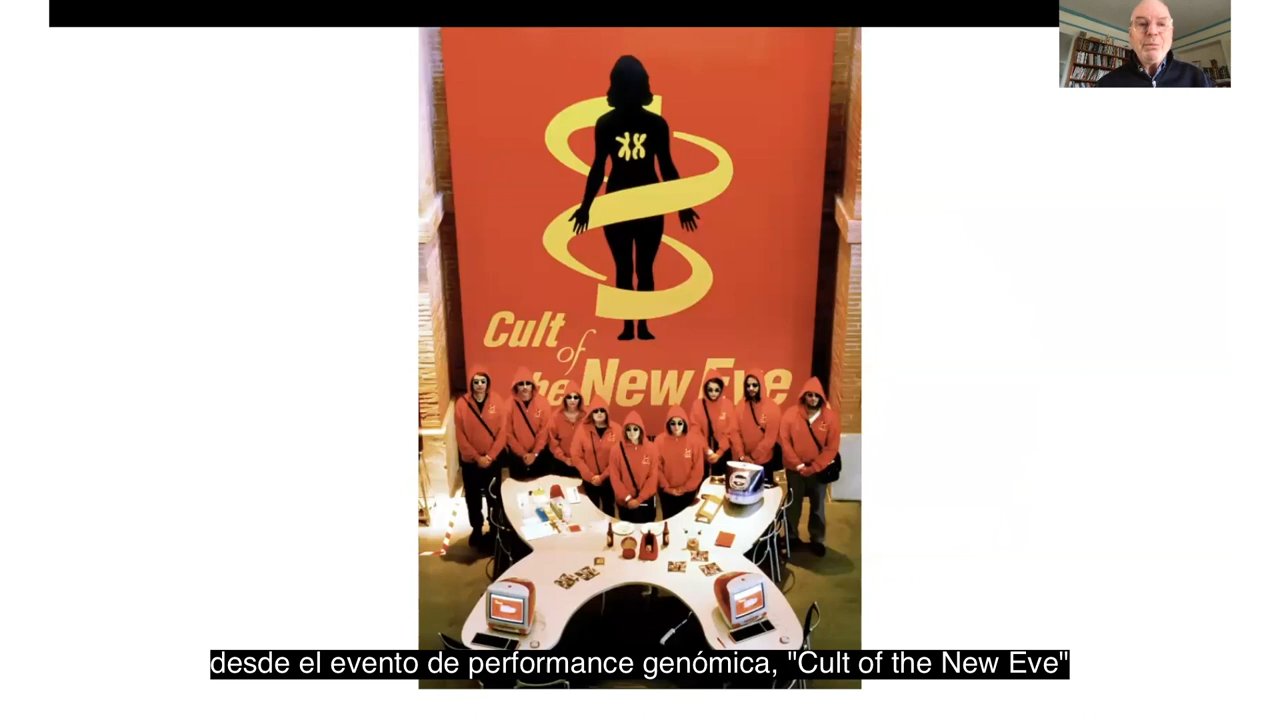 Cult
of
the New Eve
desde el evento de performance genómica, "Cult of the New Eve"